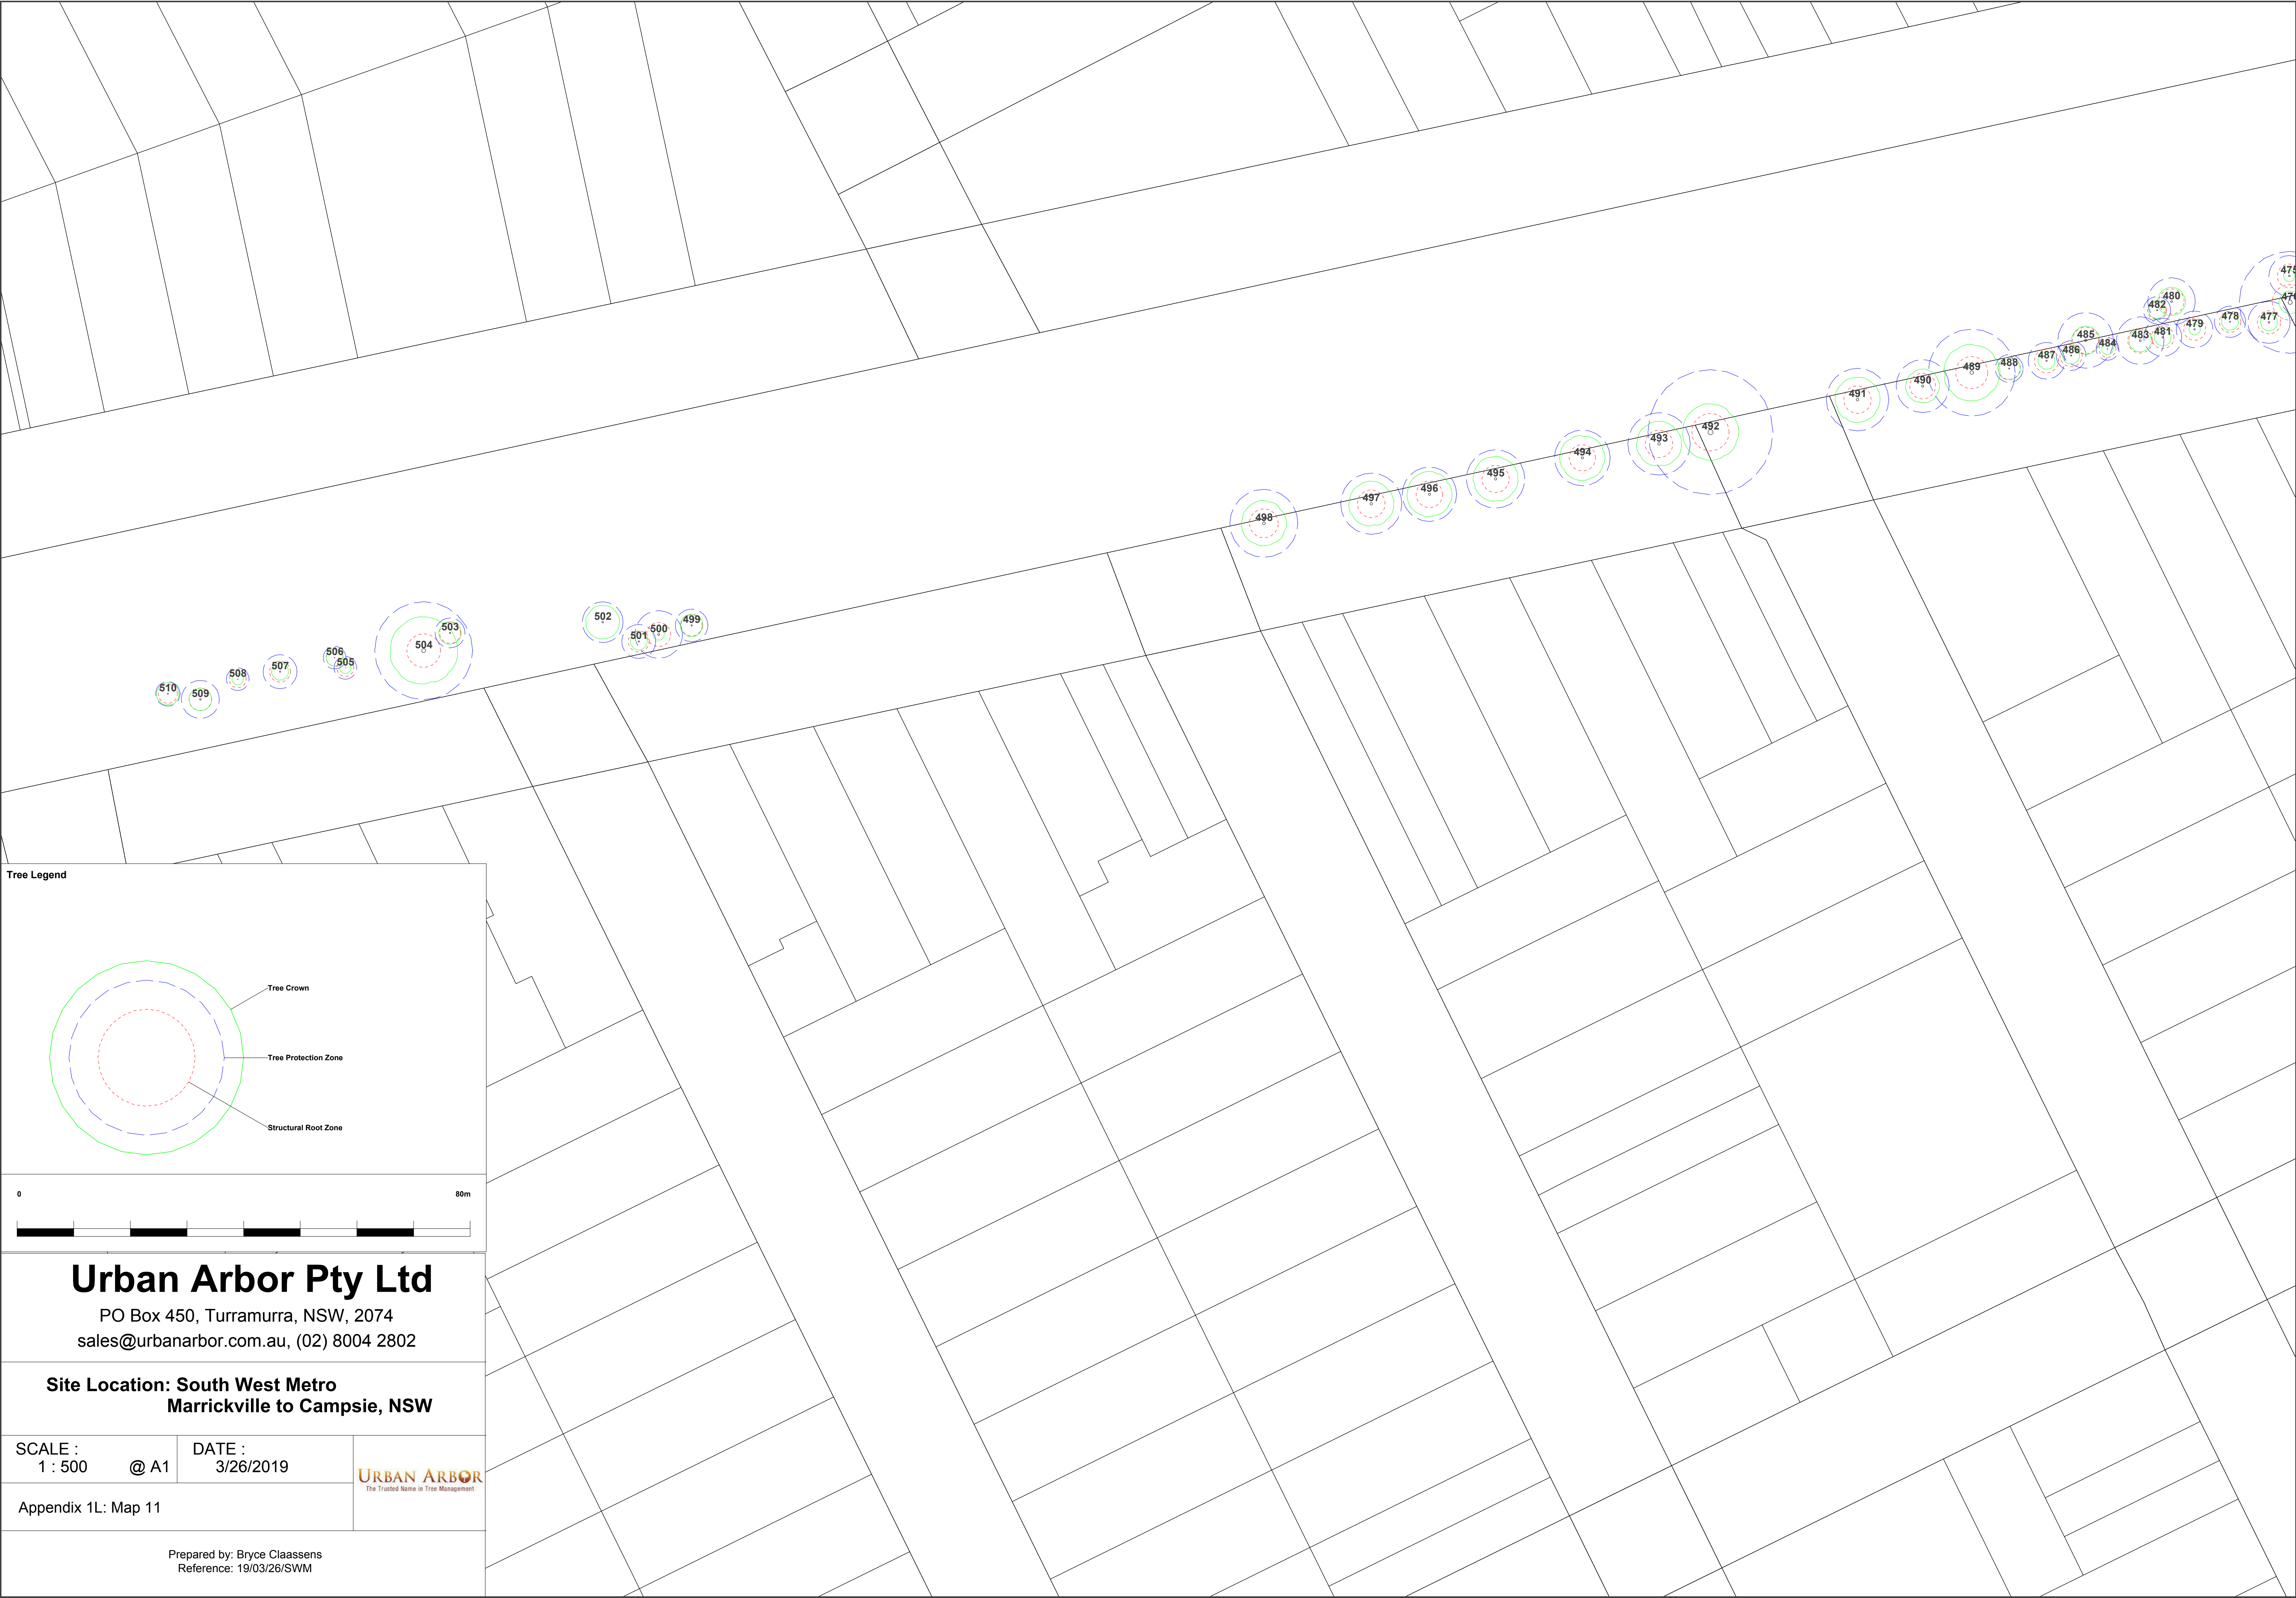 475
480
482
476
478
477
479
485
483
481
484
486
487
488
489
490
491
492
493
494
495
496
497
498
502
499
500
501
503
504
506
505
507
508
510
509
Tree Legend
Tree Crown
Tree Protection Zone
Structural Root Zone
0 80m
Urban Arbor Pty Ltd
PO Box 450, Turramurra, NSW, 2074
sales@urbanarbor.com.au, (02) 8004 2802
Site Location: South West Metro
Marrickville to Campsie, NSW
SCALE :
1 : 500 @ A1
DATE :
3/26/2019
URBAN ARBOR
The Trusted Name in Tree Management
Appendix 1L: Map 11
Prepared by: Bryce Claassens
Reference: 19/03/26/SWM